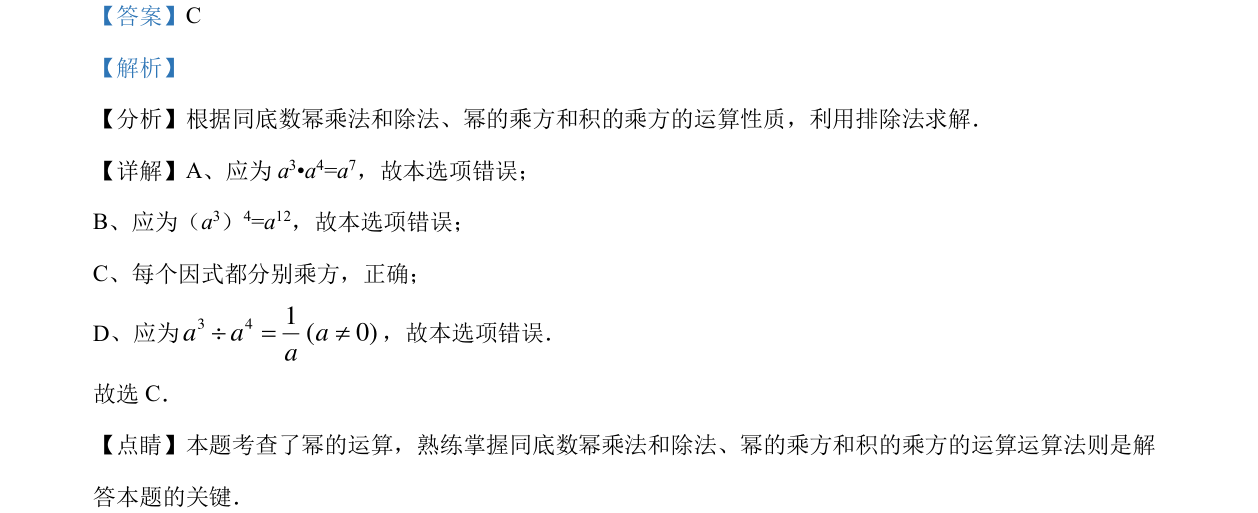 【答案】C
【解析】
【分析】根据同底数幂乘法和除法、幂的乘方和积的乘方的运算性质，利用排除法求解．
【详解】A、应为 a³•a⁴=a⁷，故本选项错误；
B、应为（a³）⁴=a¹²，故本选项错误；
C、每个因式都分别乘方，正确；
D、应为 a³ ÷ a⁴ = 1/a (a ≠ 0)，故本选项错误．
故选 C．
【点睛】本题考查了幂的运算，熟练掌握同底数幂乘法和除法、幂的乘方和积的乘方的运算运算法则是解
答本题的关键．